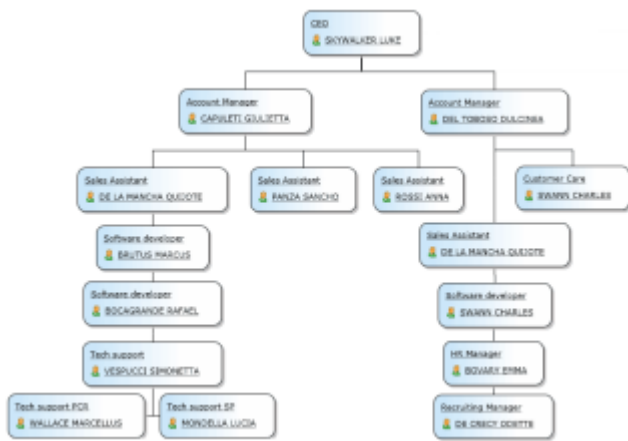 CEO
SKYWALKER LUKE
Account Manager
CAPULETI GIULIETTA
Account Manager
DEL TOBOSO DULCINEA
Sales Assistant
DE LA MANCHA QUIJOTE
Sales Assistant
PANZA SANCHO
Sales Assistant
ROSSI ANNA
Customer Care
SWANN CHARLES
Software developer
BRUTUS MARCUS
Sales Assistant
DE LA MANCHA QUIJOTE
Software developer
BOCAGRANDE RAFAEL
Software developer
SWANN CHARLES
Tech support
VESPUCCI SIMONETTA
HR Manager
BOVARY EMMA
Tech support PCR
WALLACE MARCELLUS
Tech support SP
MONDELLA LUCIA
Recruiting Manager
DE CRECY ODETTE